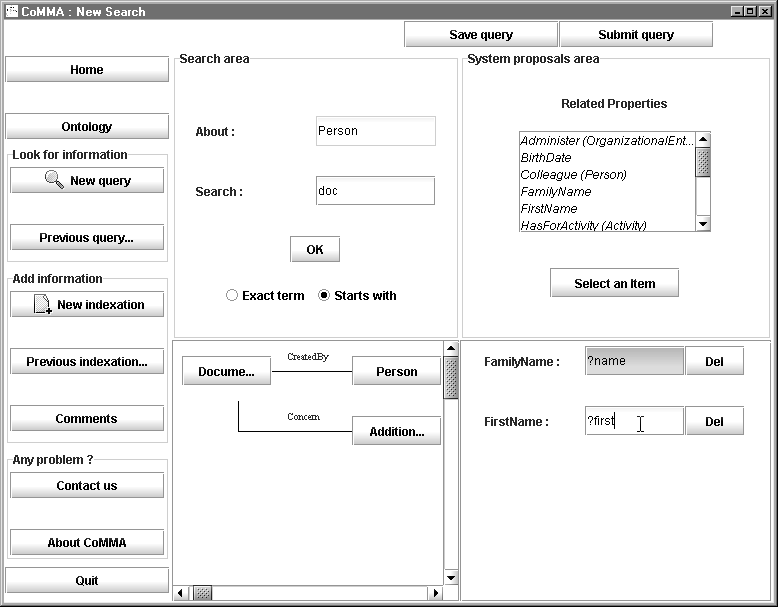 CoMMA : New Search
Save query
Submit query
Home
Ontology
Look for information
New query
Previous query...
Add information
New indexation
Previous indexation...
Comments
Any problem ?
Contact us
About CoMMA
Quit
Search area
About :
Person
Search :
doc
OK
Exact term
Starts with
System proposals area
Related Properties
Administer (OrganizationalEnt...
BirthDate
Colleague (Person)
FamilyName
FirstName
HasForActivity (Activity)
Select an Item
Docume...
CreatedBy
Person
Concern
Addition...
FamilyName :
?name
Del
FirstName :
?first
Del